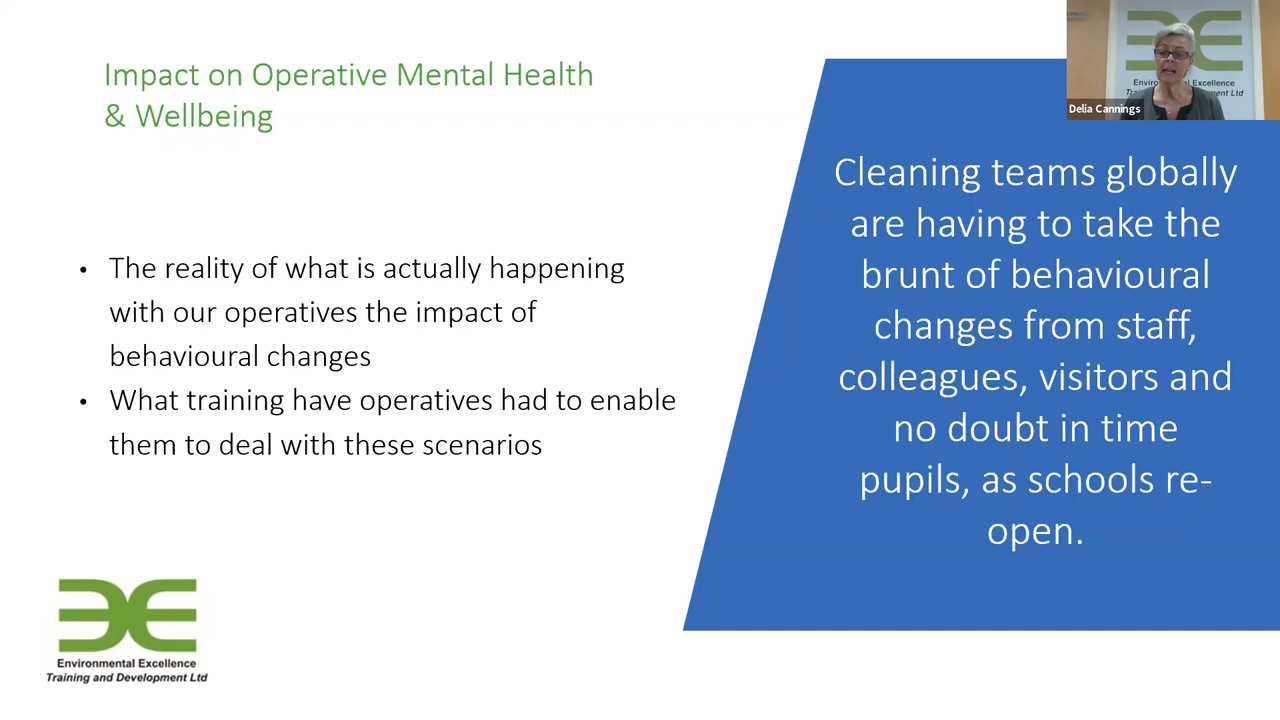 Impact on Operative Mental Health
& Wellbeing
• The reality of what is actually happening
with our operatives the impact of
behavioural changes
• What training have operatives had to enable
them to deal with these scenarios
Cleaning teams globally
are having to take the
brunt of behavioural
changes from staff,
colleagues, visitors and
no doubt in time
pupils, as schools re-
open.
Delia Cannings
Environmental Excellence
Training and Development Ltd